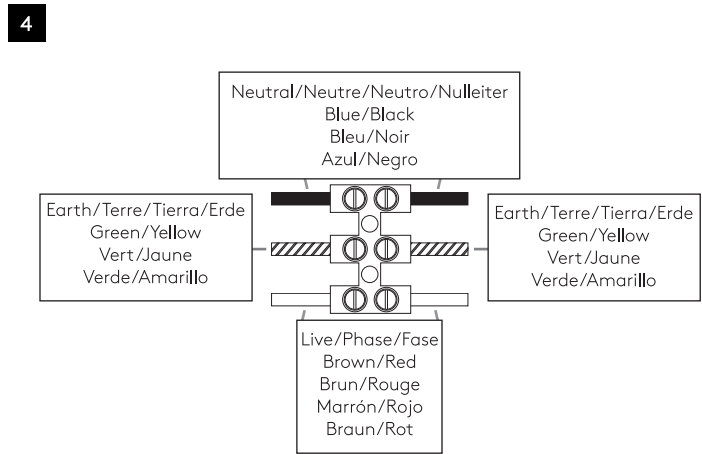 4
Neutral/Neutre/Neutro/Nulleiter
Blue/Black
Bleu/Noir
Azul/Negro
Earth/Terre/Tierra/Erde
Green/Yellow
Vert/Jaune
Verde/Amarillo
Earth/Terre/Tierra/Erde
Green/Yellow
Vert/Jaune
Verde/Amarillo
Live/Phase/Fase
Brown/Red
Brun/Rouge
Marrón/Rojo
Braun/Rot